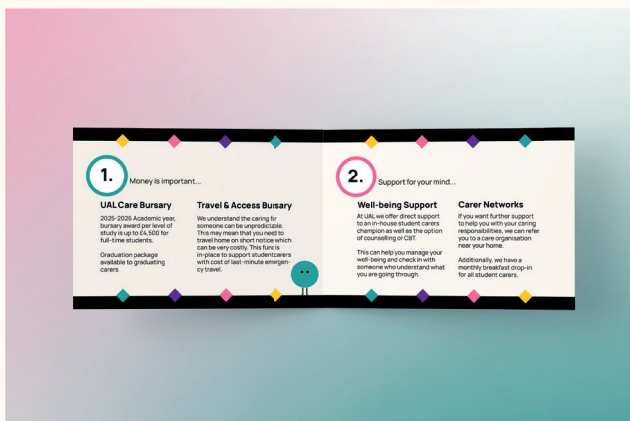 1.
Money is important...
UAL Care Bursary
2025-2026 Academic year,
bursary award per level of
study is up to £4,500 for
full-time students.
Graduation package
available to graduating
carers
Travel & Access Bursary
We understand the caring for
someone can be unpredictable.
This may mean that you need to
travel home on short notice which
can be very costly. This fund is
in-place to support studentcarers
with cost of last-minute emergen-
cy travel.
2.
Support for your mind...
Well-being Support
At UAL we offer direct support
to an in-house student carers
champion as well as the option
of counselling or CBT.
This can help you manage your
well-being and check in with
someone who understand what
you are going through.
Carer Networks
If you want further support
to help you with your caring
responsibilities, we can refer
you to a care organisation
near your home.
Additionally, we have a
monthly breakfast drop-in
for all student carers.